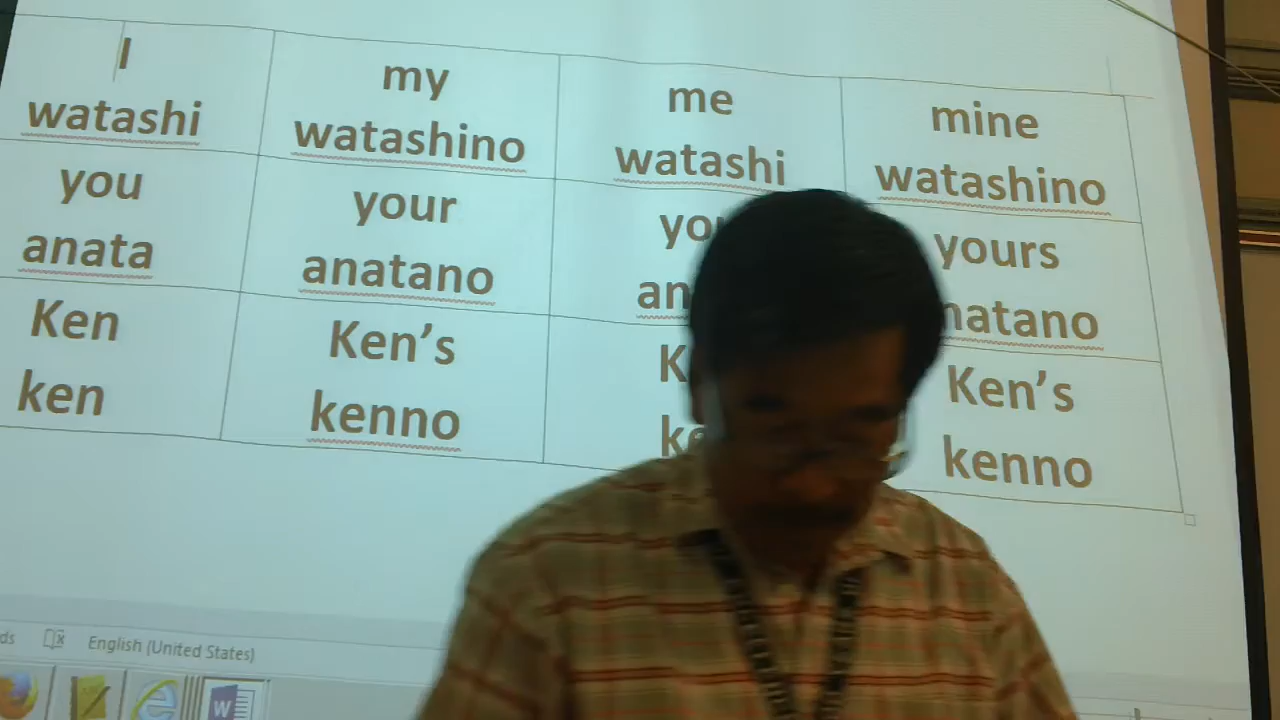 I
watashi
my
watashino
me
watashi
mine
watashino
you
anata
your
anatano
yours
Ken
ken
Ken's
kenno
Ken's
kenno
English (United States)